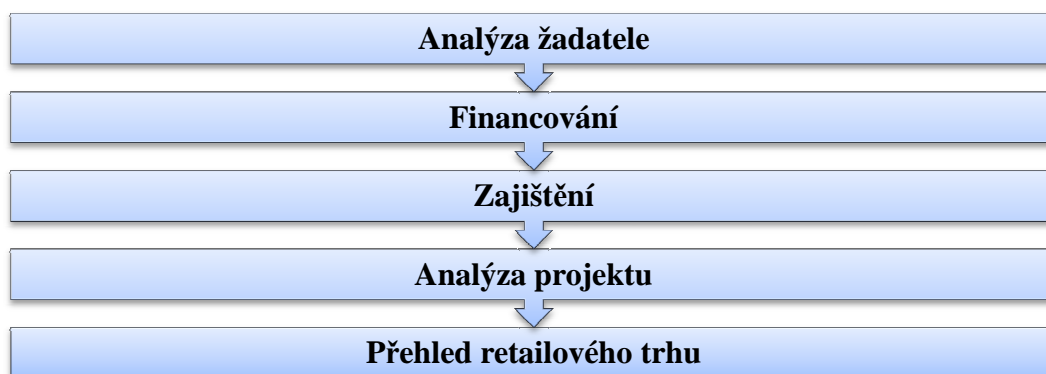 Analýza žadatele
Financování
Zajištění
Analýza projektu
Přehled retailového trhu